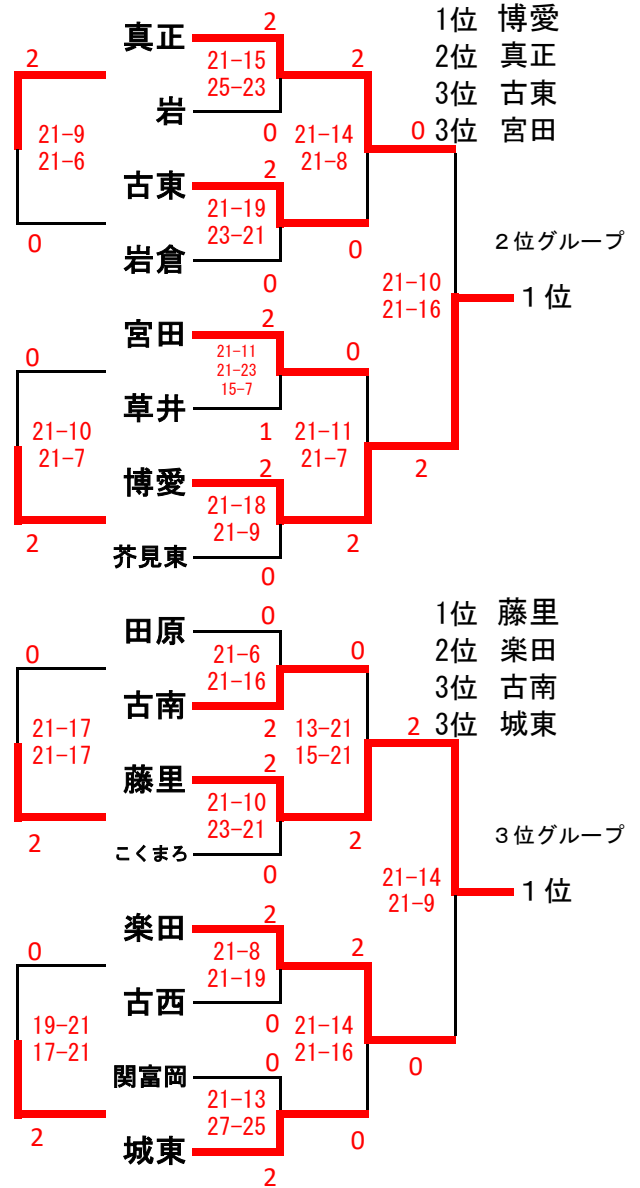 1位 博愛
2位 真正
3位 古東
3位 宮田
2
真正
21-15
25-23
2
岩
0
2
21-9
21-6
0
21-14
21-8
0
古東
2
21-19
23-21
岩倉
0
0
2位グループ
21-10
21-16
1位
宮田
2
21-11
21-23
15-7
0
0
草井
1
21-10
21-7
21-11
21-7
博愛
2
21-18
21-9
2
2
2
芥見東
0
1位 藤里
2位 楽田
3位 古南
3位 城東
田原
0
21-6
21-16
0
0
古南
2
21-17
21-17
13-21
15-21
2
藤里
2
21-10
23-21
2
2
こくまろ
0
3位グループ
21-14
21-9
1位
楽田
2
21-8
21-19
0
2
古西
0
19-21
17-21
21-14
21-16
関富岡
0
0
21-13
27-25
2
0
城東
2